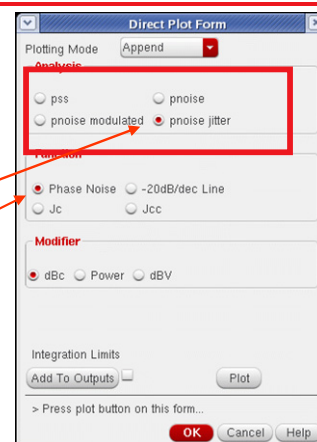 Direct Plot Form
Plotting Mode Append
Analysis
pss pnoise
pnoise modulated pnoise jitter
Function
Phase Noise -20dB/dec Line
Jc Jcc
Modifier
dBc Power dBV
Integration Limits
Add To Outputs Plot
> Press plot button on this form...
OK Cancel Help